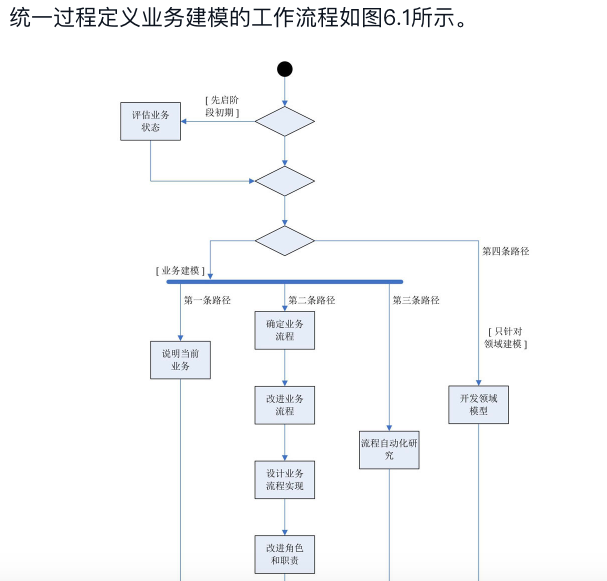 统一过程定义业务建模的工作流程如图6.1所示。
[ 先启阶
段初期 ]
评估业务
状态
第四条路径
[ 业务建模 ]
第一条路径
第二条路径
第三条路径
确定业务
流程
[ 只针对
领域建模 ]
说明当前
业务
改进业务
流程
开发领域
模型
流程自动化研
究
设计业务
流程实现
改进角色
和职责